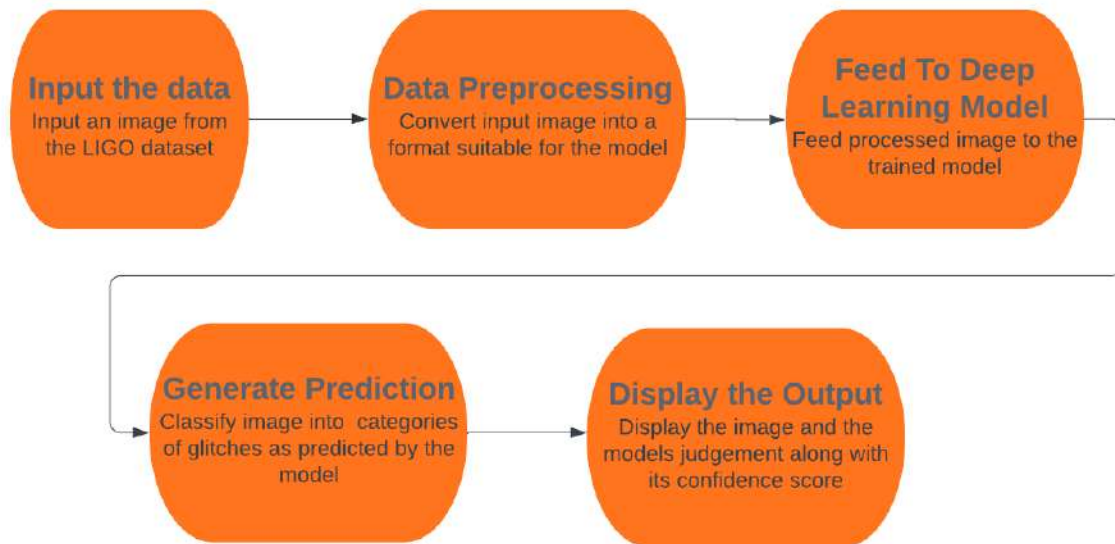 Input the data
Input an image from
the LIGO dataset
Data Preprocessing
Convert input image into a
format suitable for the model
Feed To Deep
Learning Model
Feed processed image to the
trained model
Generate Prediction
Classify image into categories
of glitches as predicted by the
model
Display the Output
Display the image and the
models judgement along with
its confidence score